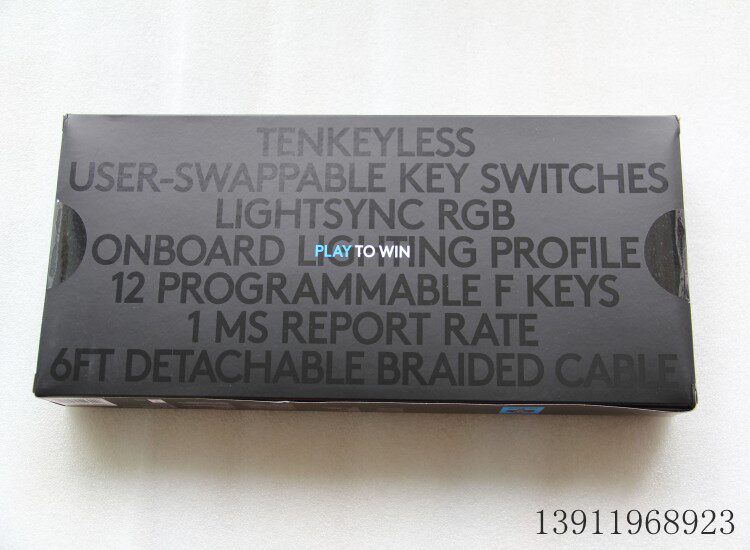 TENKEYLESS
USER-SWAPPABLE KEY SWITCHES
LIGHTSYNC RGB
ONBOARD LIGHTING PROFILE
PLAY TO WIN
12 PROGRAMMABLE F KEYS
1 MS REPORT RATE
6FT DETACHABLE BRAIDED CABLE
13911968923